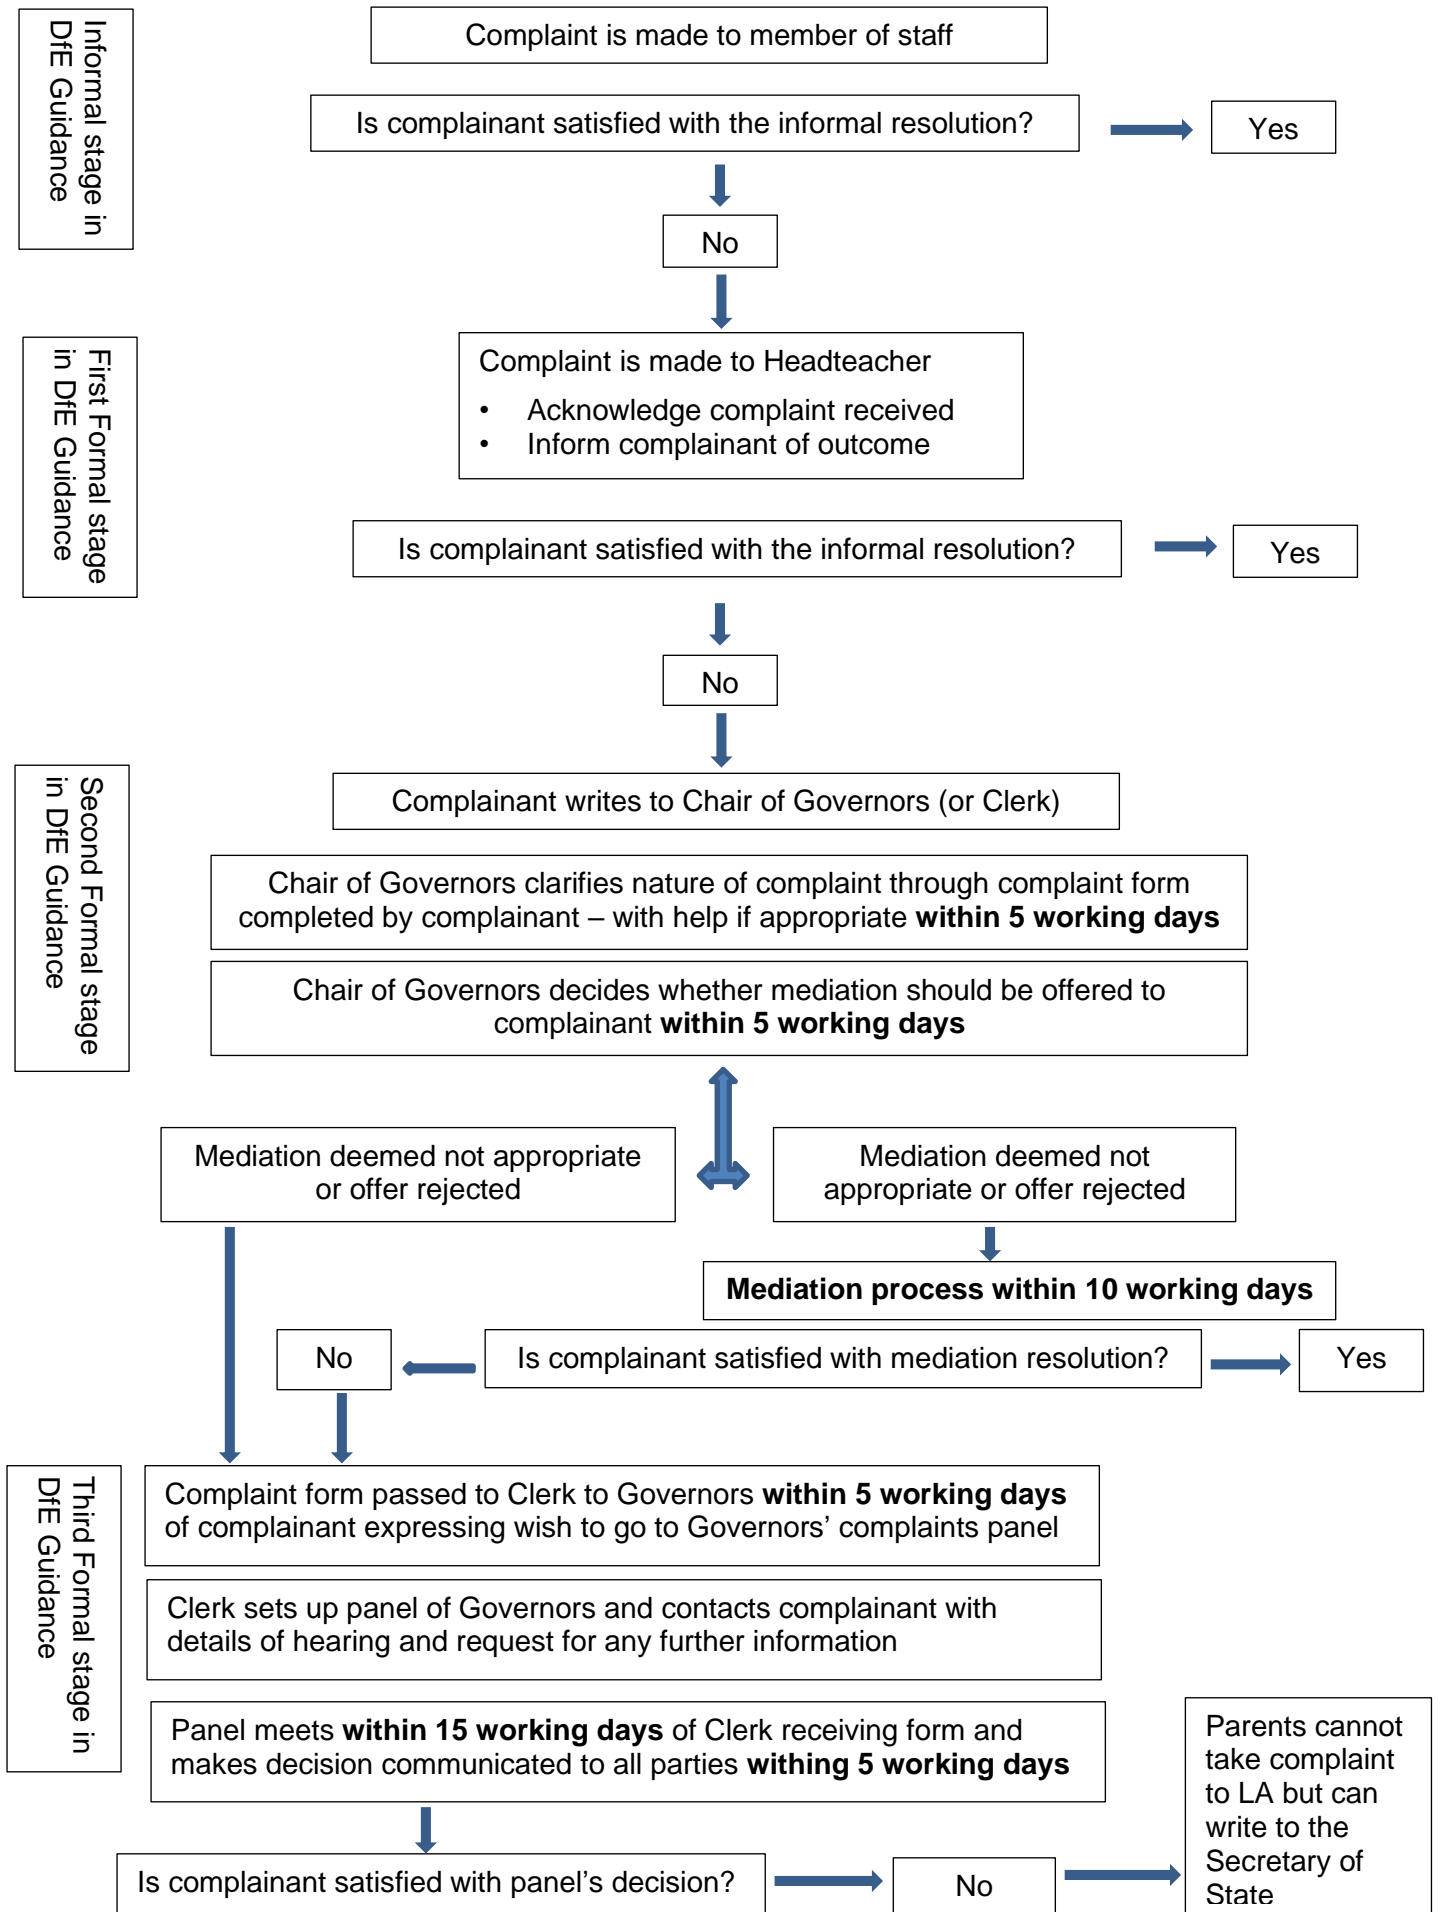 Informal stage in
DfE Guidance
Complaint is made to member of staff
Is complainant satisfied with the informal resolution?
Yes
No
First Formal stage
in DfE Guidance
Complaint is made to Headteacher
• Acknowledge complaint received
• Inform complainant of outcome
Is complainant satisfied with the informal resolution?
Yes
No
Second Formal stage
in DfE Guidance
Complainant writes to Chair of Governors (or Clerk)
Chair of Governors clarifies nature of complaint through complaint form
completed by complainant – with help if appropriate within 5 working days
Chair of Governors decides whether mediation should be offered to
complainant within 5 working days
Mediation deemed not appropriate
or offer rejected
Mediation deemed not
appropriate or offer rejected
Mediation process within 10 working days
No
Is complainant satisfied with mediation resolution?
Yes
Third Formal stage in
DfE Guidance
Complaint form passed to Clerk to Governors within 5 working days
of complainant expressing wish to go to Governors’ complaints panel
Clerk sets up panel of Governors and contacts complainant with
details of hearing and request for any further information
Panel meets within 15 working days of Clerk receiving form and
makes decision communicated to all parties withing 5 working days
Is complainant satisfied with panel’s decision?
No
Parents cannot
take complaint
to LA but can
write to the
Secretary of
State